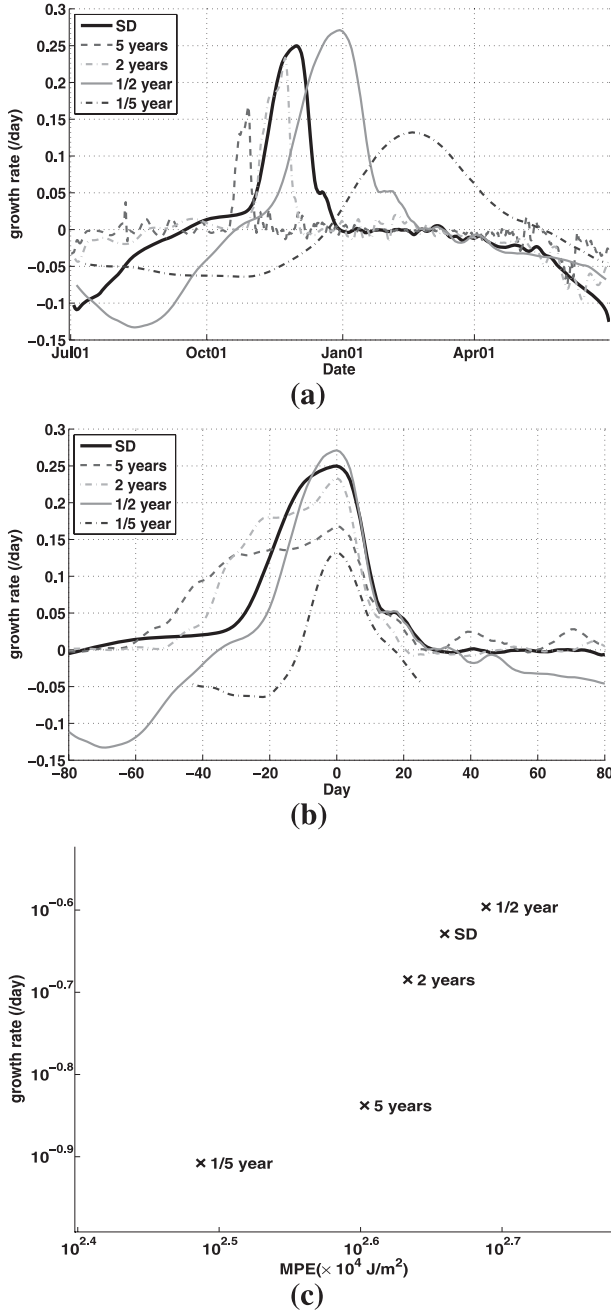 0.3
SD
5 years
2 years
1/2 year
1/5 year
0.25
0.2
0.15
0.1
0.05
0
−0.05
−0.1
−0.15
growth rate (/day)
Jul01
Oct01
Jan01
Apr01
Date
(a)
0.3
SD
5 years
2 years
1/2 year
1/5 year
0.25
0.2
0.15
0.1
0.05
0
−0.05
−0.1
−0.15
growth rate (/day)
−80
−60
−40
−20
0
20
40
60
80
Day
(b)
10^−0.6
10^−0.7
10^−0.8
10^−0.9
growth rate (/day)
× 1/2 year
× SD
× 2 years
× 5 years
× 1/5 year
10^2.4
10^2.5
10^2.6
10^2.7
MPE(× 10^4 J/m^2)
(c)